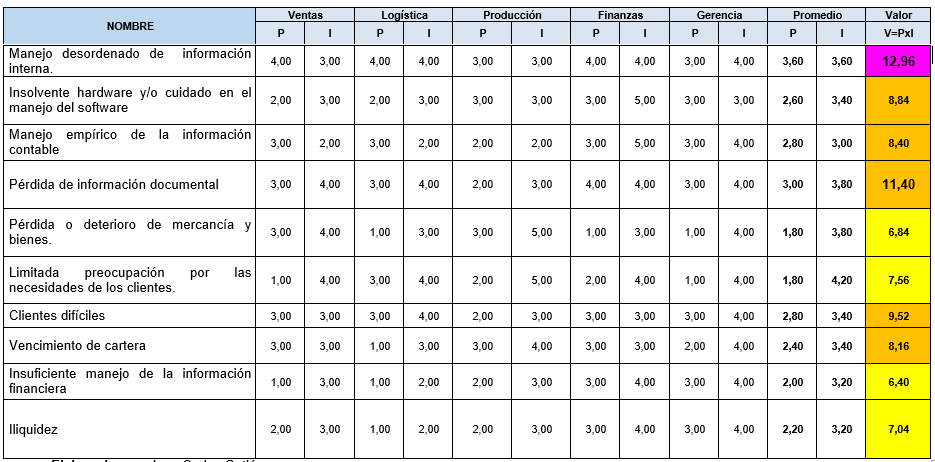 NOMBRE Ventas Logística Producción Finanzas Gerencia Promedio Valor
P I P I P I P I P I P I V=PxI
Manejo desordenado de información
interna. 4,00 3,00 4,00 4,00 3,00 3,00 4,00 4,00 3,00 4,00 3,60 3,60 12,96
Insolvente hardware y/o cuidado en el
manejo del software 2,00 3,00 2,00 3,00 3,00 3,00 3,00 5,00 3,00 3,00 2,60 3,40 8,84
Manejo empírico de la información
contable 3,00 2,00 3,00 2,00 2,00 2,00 3,00 5,00 3,00 4,00 2,80 3,00 8,40
Pérdida de información documental 3,00 4,00 3,00 4,00 2,00 3,00 4,00 4,00 3,00 4,00 3,00 3,80 11,40
Pérdida o deterioro de mercancía y
bienes. 3,00 4,00 1,00 3,00 3,00 5,00 1,00 3,00 1,00 4,00 1,80 3,80 6,84
Limitada preocupación por las
necesidades de los clientes. 1,00 4,00 3,00 4,00 2,00 5,00 2,00 4,00 1,00 4,00 1,80 4,20 7,56
Clientes difíciles 3,00 3,00 3,00 4,00 2,00 3,00 3,00 3,00 3,00 4,00 2,80 3,40 9,52
Vencimiento de cartera 3,00 3,00 1,00 3,00 3,00 4,00 3,00 3,00 2,00 4,00 2,40 3,40 8,16
Insuficiente manejo de la información
financiera 1,00 3,00 1,00 2,00 2,00 3,00 3,00 4,00 3,00 4,00 2,00 3,20 6,40
Iliquidez 2,00 3,00 1,00 2,00 2,00 3,00 3,00 4,00 3,00 4,00 2,20 3,20 7,04